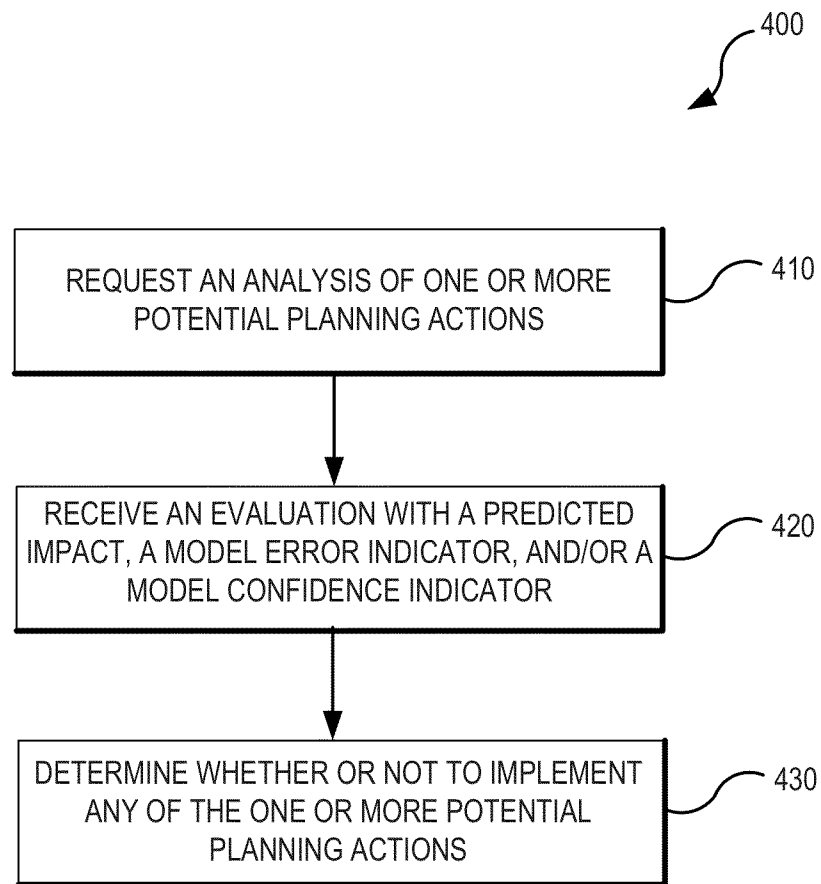 400
REQUEST AN ANALYSIS OF ONE OR MORE
POTENTIAL PLANNING ACTIONS
410
RECEIVE AN EVALUATION WITH A PREDICTED
IMPACT, A MODEL ERROR INDICATOR, AND/OR A
MODEL CONFIDENCE INDICATOR
420
DETERMINE WHETHER OR NOT TO IMPLEMENT
ANY OF THE ONE OR MORE POTENTIAL
PLANNING ACTIONS
430